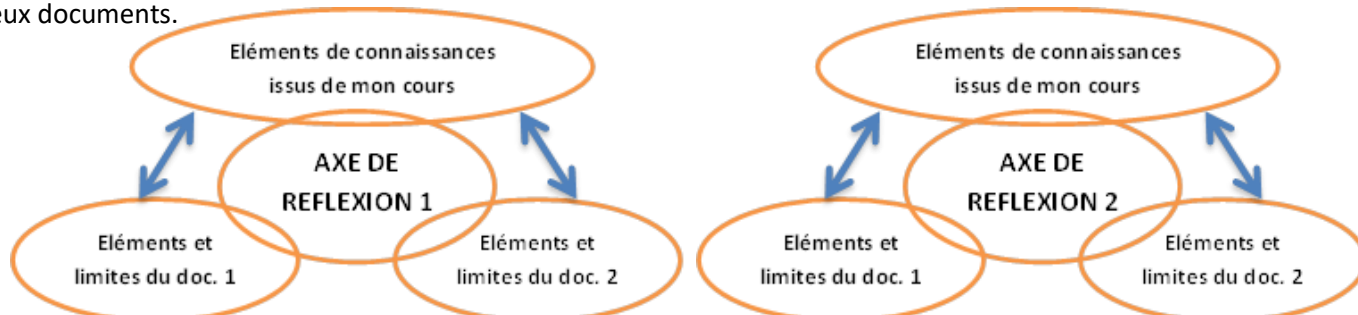 eux documents.
Eléments de connaissances
issus de mon cours
AXE DE
REFLEXION 1
Eléments et
limites du doc. 1
Eléments et
limites du doc. 2
Eléments de connaissances
issus de mon cours
AXE DE
REFLEXION 2
Eléments et
limites du doc. 1
Eléments et
limites du doc. 2